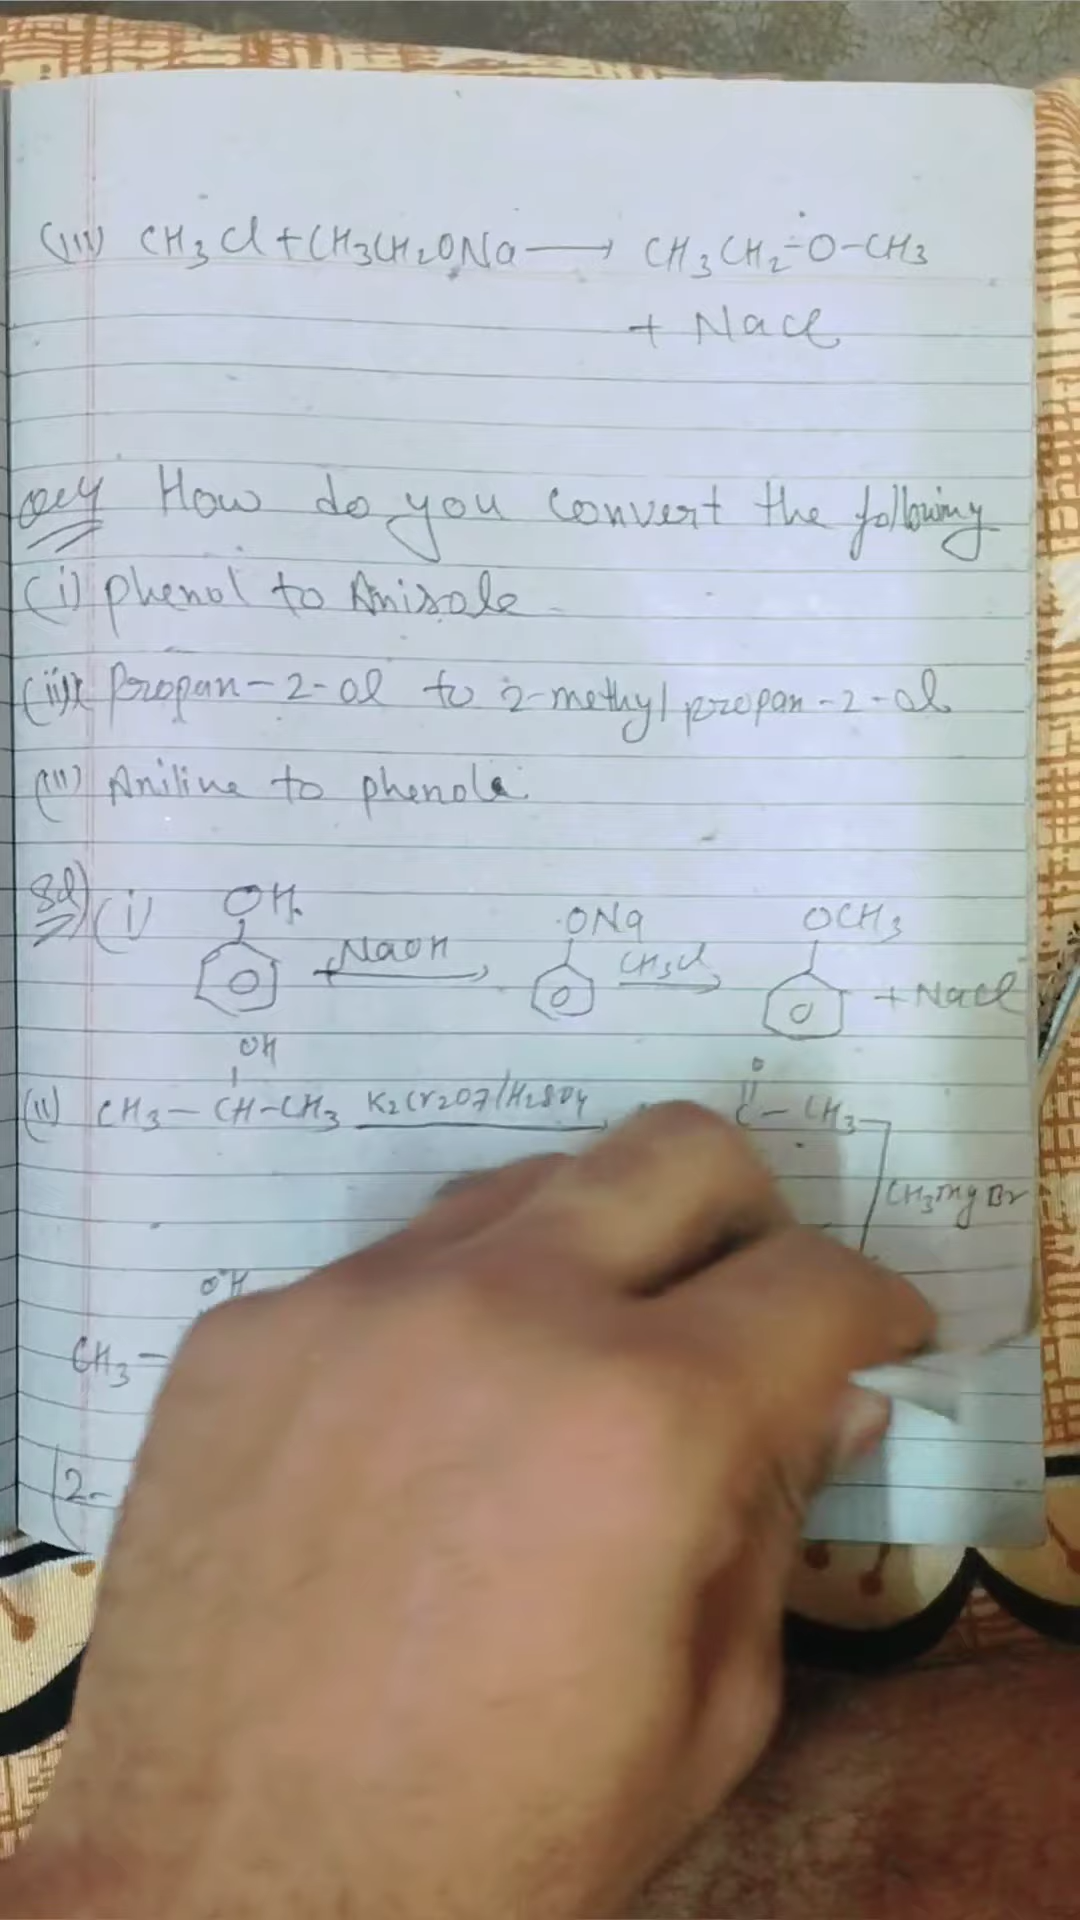 (iii) CH3Cl + CH3CH2ONa ⟶ CH3CH2-O-CH3
+ NaCl
Que4 How do you convert the following
(i) phenol to Anisole
(ii) Propan-2-ol to 2-methyl propan-2-ol
(iii) Aniline to phenol.
Sol) (i) OH +NaOH ⟶ ONa CH3Cl ⟶ OCH3 + NaCl
OH
(ii) CH3 - CH-CH3 K2Cr2O7/H2SO4 C - CH3
O
CH3MgBr
OH
CH3 -
(2-